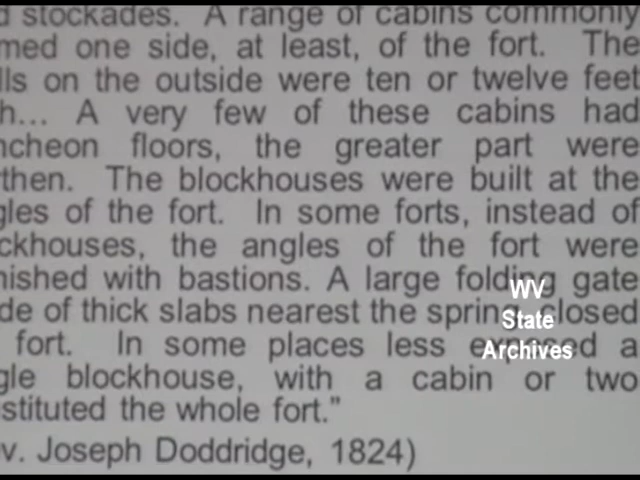 d stockades. A range of cabins commonly
med one side, at least, of the fort. The
lls on the outside were ten or twelve feet
h... A very few of these cabins had
ncheon floors, the greater part were
then. The blockhouses were built at the
gles of the fort. In some forts, instead of
ckhouses, the angles of the fort were
nished with bastions. A large folding gate
de of thick slabs nearest the spring closed
fort. In some places less exposed a
gle blockhouse, with a cabin or two
stituted the whole fort."
v. Joseph Doddridge, 1824)
WV
State
Archives